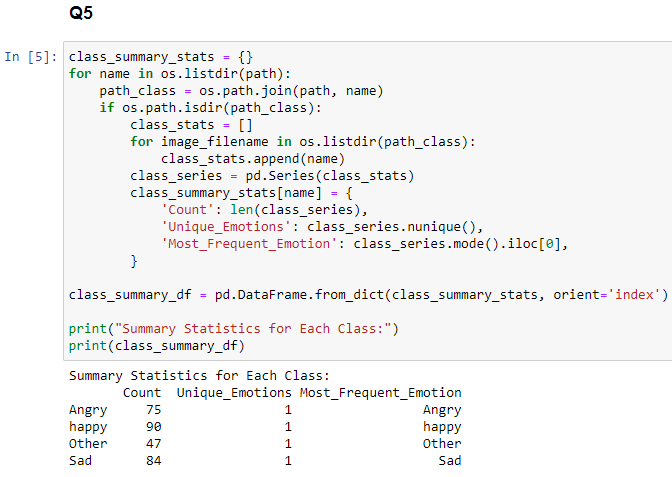 Q5
In [5]: class_summary_stats = {}
for name in os.listdir(path):
    path_class = os.path.join(path, name)
    if os.path.isdir(path_class):
        class_stats = []
        for image_filename in os.listdir(path_class):
            class_stats.append(name)
        class_series = pd.Series(class_stats)
        class_summary_stats[name] = {
            'Count': len(class_series),
            'Unique_Emotions': class_series.nunique(),
            'Most_Frequent_Emotion': class_series.mode().iloc[0],
        }
class_summary_df = pd.DataFrame.from_dict(class_summary_stats, orient='index')
print("Summary Statistics for Each Class:")
print(class_summary_df)
Summary Statistics for Each Class:
       Count  Unique_Emotions Most_Frequent_Emotion
Angry     75                1                 Angry
happy     90                1                 happy
Other     47                1                 Other
Sad       84                1                   Sad